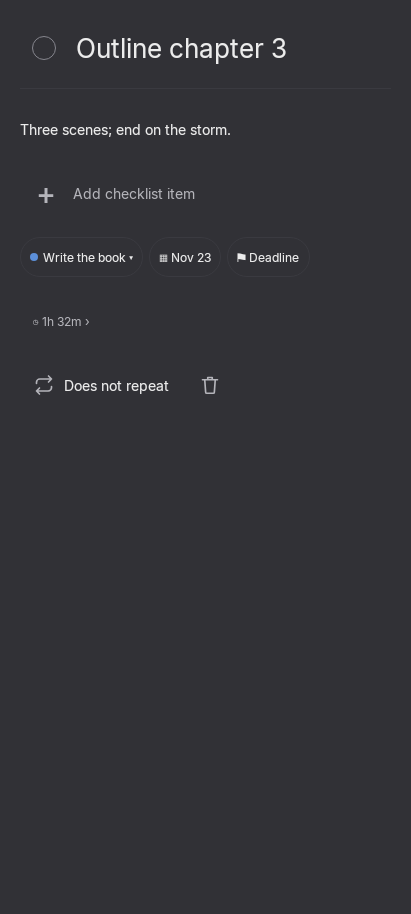 Outline chapter 3
Three scenes; end on the storm.
Add checklist item
Write the book Nov 23 Deadline
1h 32m
Does not repeat